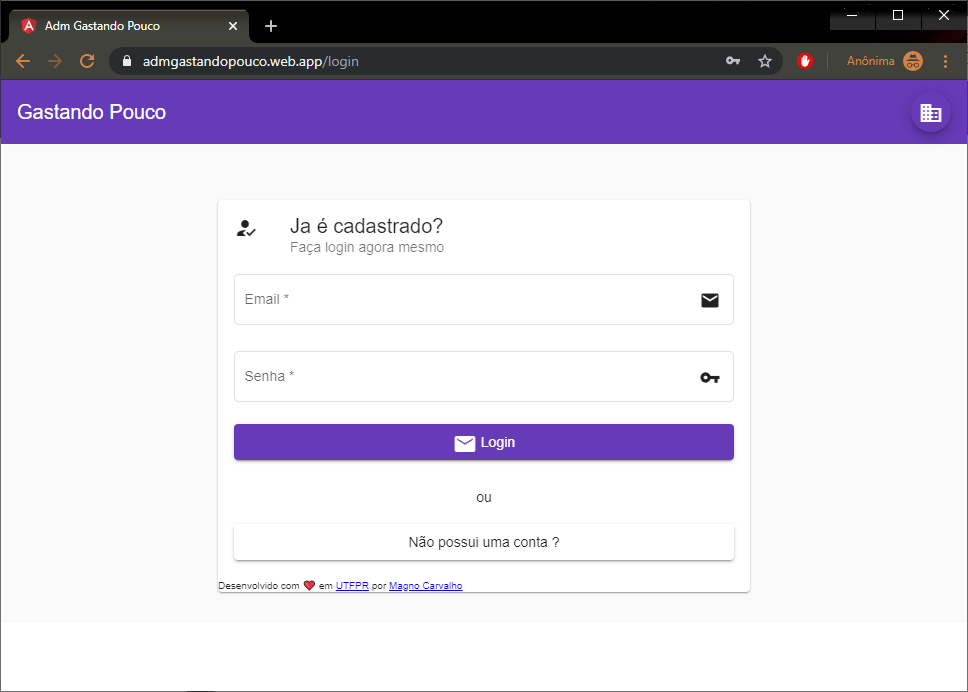 Adm Gastando Pouco
admgastandopouco.web.app/login
Anônima
Gastando Pouco
Ja é cadastrado?
Faça login agora mesmo
Email *
Senha *
Login
ou
Não possui uma conta ?
Desenvolvido com ❤️ em UTFPR por Magno Carvalho